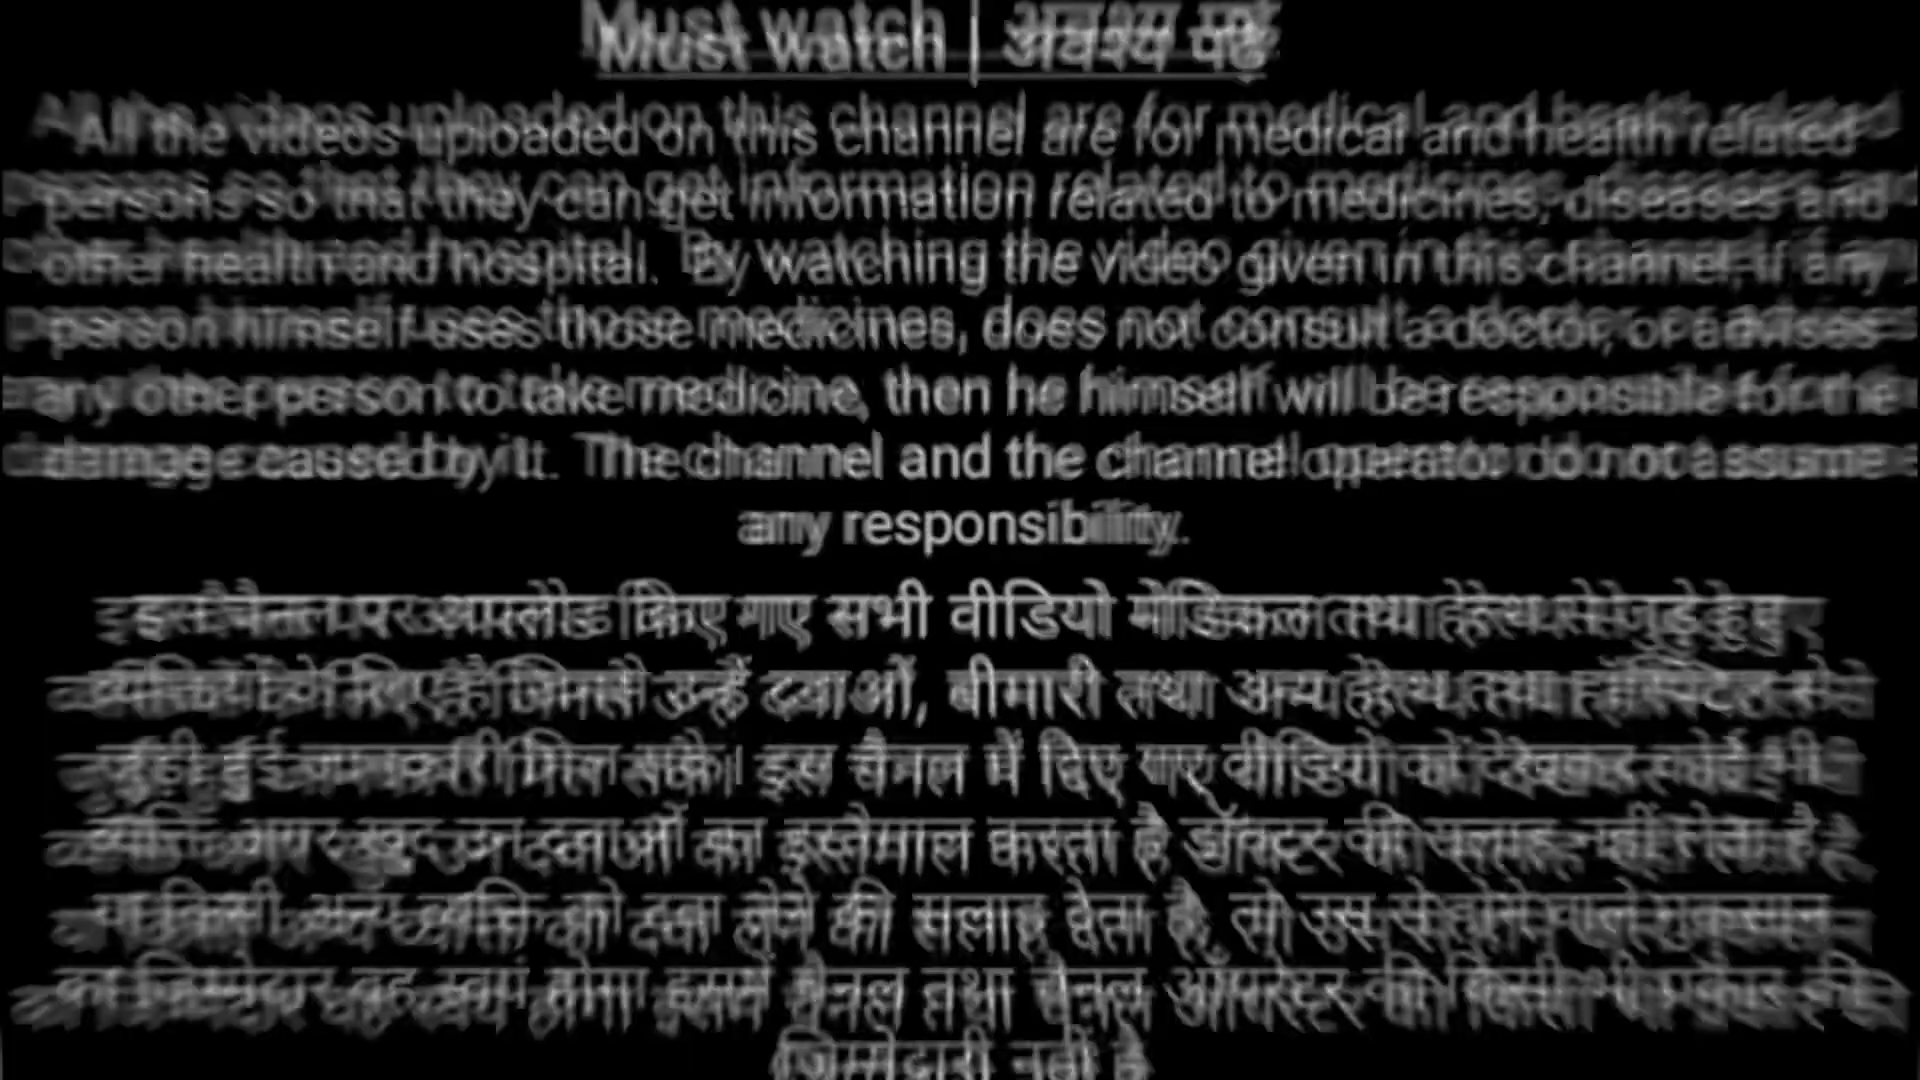 Must watch | अवश्य पढ़ें
All the videos uploaded on this channel are for medical and health related
persons so that they can get information related to medicines, diseases and
other health and hospital. By watching the video given in this channel, if any
person himself uses those medicines, does not consult a doctor, or advises
any other person to take medicine, then he himself will be responsible for the
damage caused by it. The channel and the channel operator do not assume
any responsibility.
इस चैनल पर अपलोड किए गए सभी वीडियो मेडिकल तथा हेल्थ से जुड़े हुए
व्यक्तियों के लिए है जिनसे उन्हें दवाओं, बीमारी तथा अन्य हेल्थ तथा हॉस्पिटल से
जुड़ी हुई जानकारी मिल सके। इस चैनल में दिए गए वीडियो को देखकर कोई भी
व्यक्ति अगर खुद उन दवाओं का इस्तेमाल करता है डॉक्टर की सलाह नहीं लेता है
या किसी अन्य व्यक्ति को दवा लेने की सलाह देता है, तो उस से होने वाले नुकसान
का जिम्मेदार वह स्वयं होगा इसमें चैनल तथा चैनल ऑपरेटर की किसी भी प्रकार की
जिम्मेदारी नहीं है